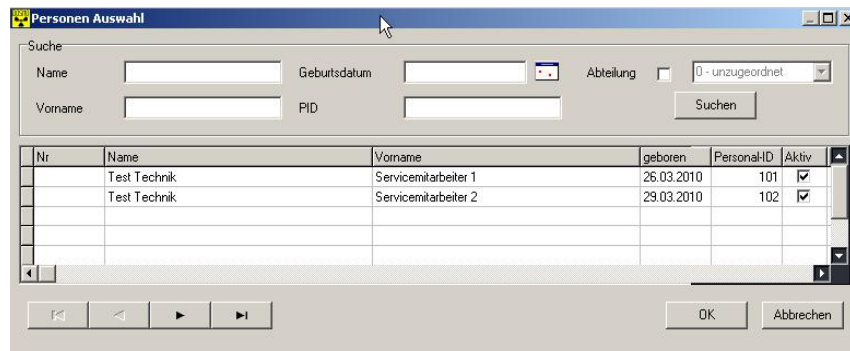 Personen Auswahl
Suche
Name Geburtsdatum Abteilung 0 - unzugeordnet
Vorname PID Suchen
Nr Name Vorname geboren Personal-ID Aktiv
Test Technik Servicemitarbeiter 1 26.03.2010 101
Test Technik Servicemitarbeiter 2 29.03.2010 102
OK Abbrechen